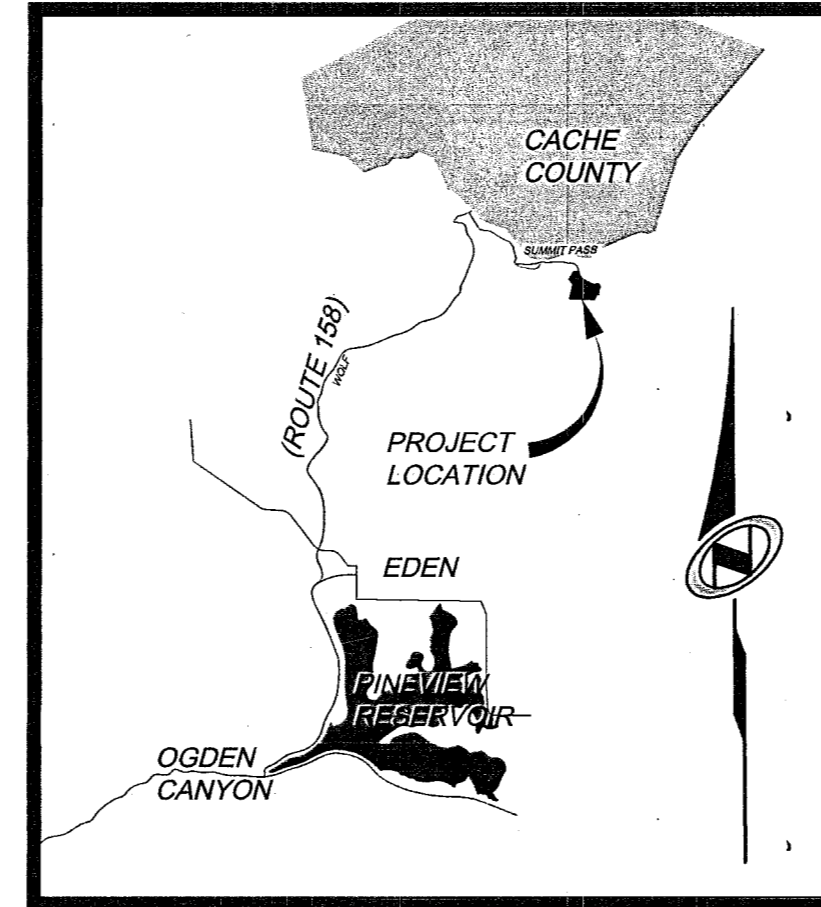 CACHE
COUNTY
SUMMIT PASS
(ROUTE 158)
WOLF
PROJECT
LOCATION
N
EDEN
PINEVIEW
RESERVOIR
OGDEN
CANYON